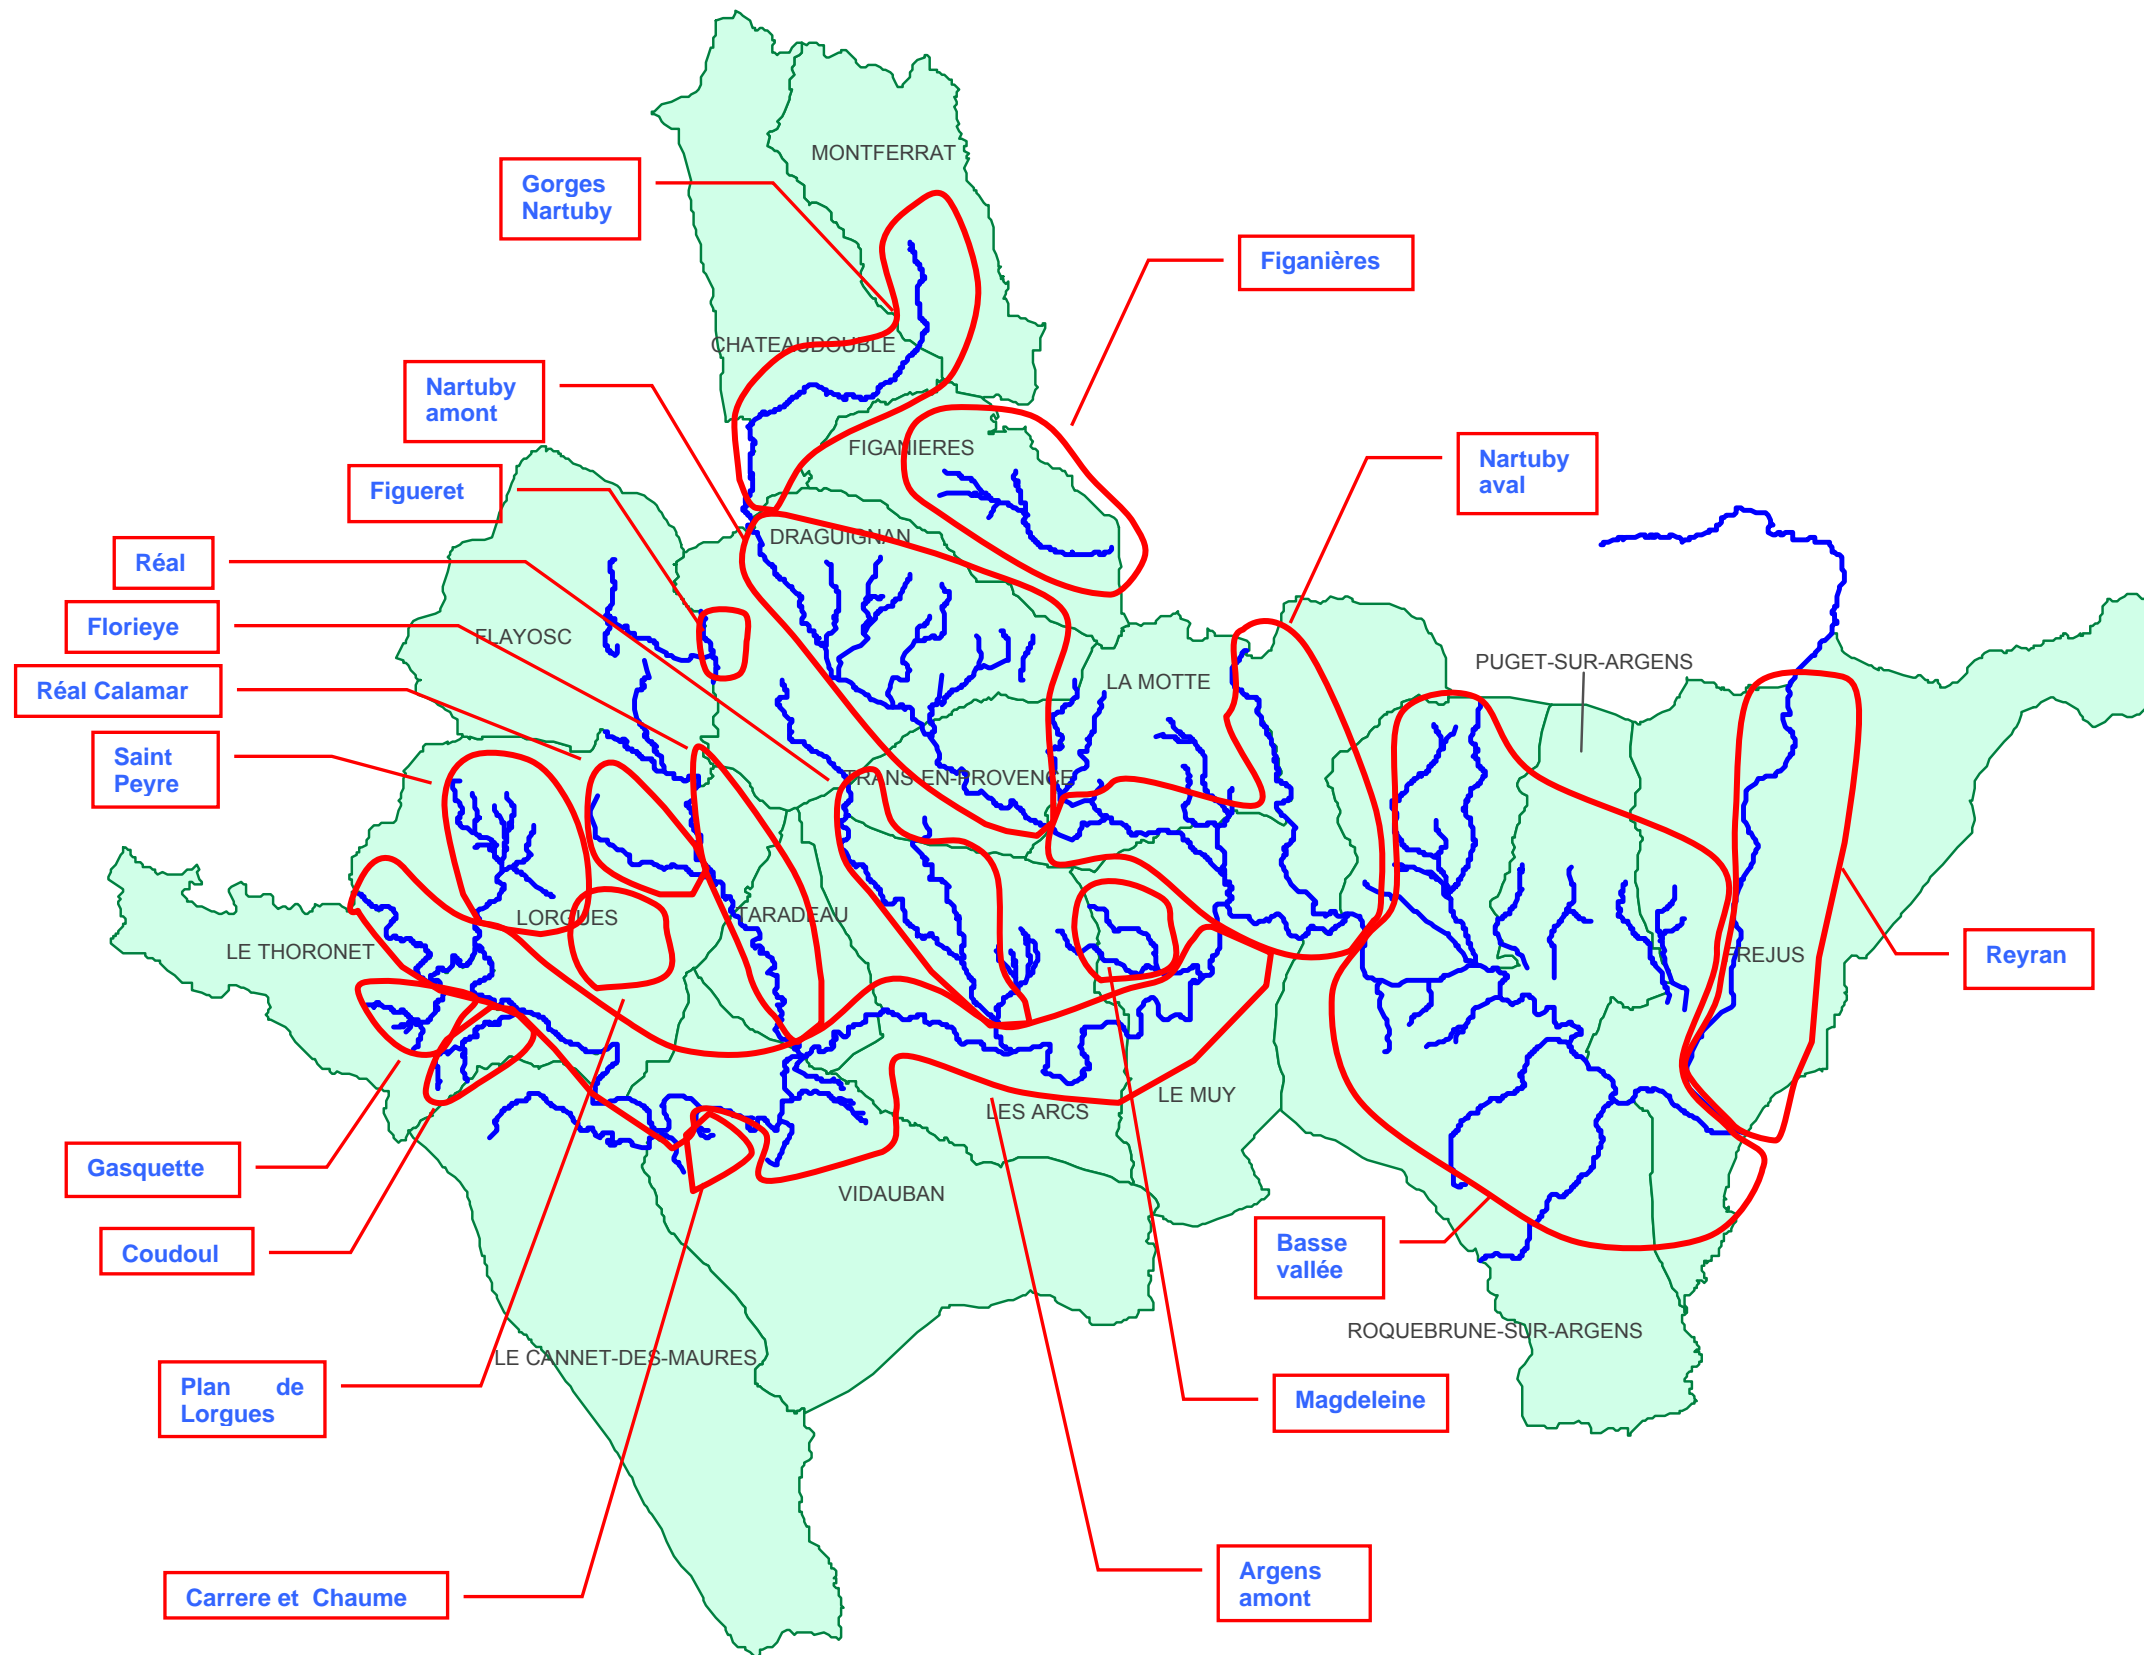 MONTFERRAT
Gorges
Nartuby
Figanières
CHATEAUDOUBLE
Nartuby
amont
FIGANIERES
Nartuby
aval
Figueret
DRAGUIGNAN
Réal
Florieye
FLAYOSC
PUGET-SUR-ARGENS
LA MOTTE
Réal Calamar
Saint
Peyre
TRANS-EN-PROVENCE
LORGUES
TARADEAU
LE THORONET
FREJUS
Reyran
LE MUY
LES ARCS
Gasquette
VIDAUBAN
Coudoul
Basse
vallée
ROQUEBRUNE-SUR-ARGENS
LE CANNET-DES-MAURES
Plan de
Lorgues
Magdeleine
Argens
amont
Carrere et Chaume